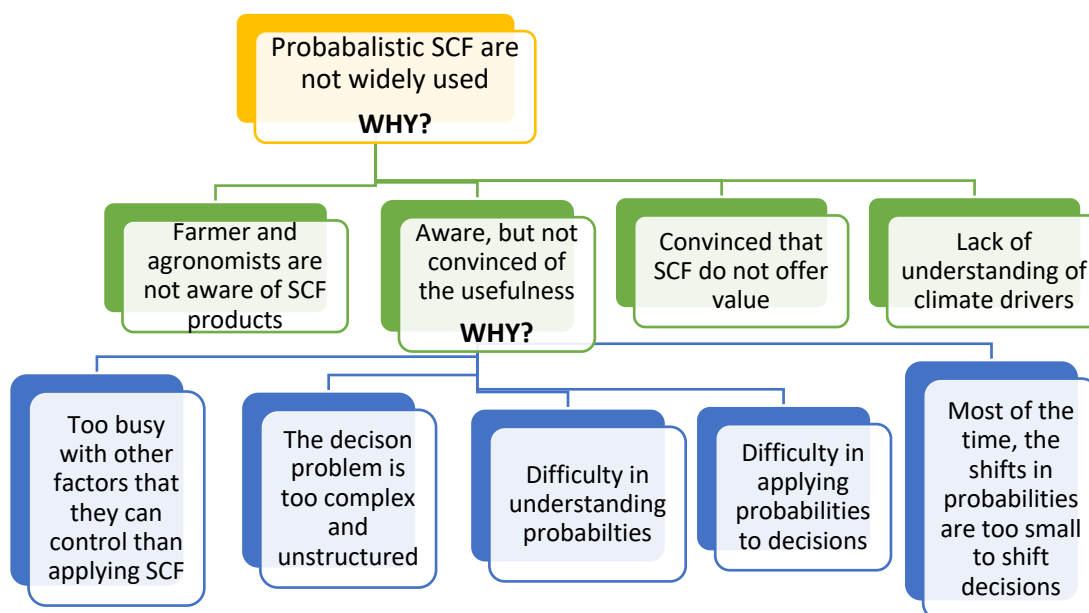 Probabalistic SCF are
not widely used
WHY?
Farmer and
agronomists are
not aware of SCF
products
Aware, but not
convinced of
the usefulness
WHY?
Convinced that
SCF do not offer
value
Lack of
understanding of
climate drivers
Too busy
with other
factors that
they can
control than
applying SCF
The decison
problem is
too complex
and
unstructured
Difficulty in
understanding
probabilties
Difficulty in
applying
probabilities
to decisions
Most of the
time, the
shifts in
probabilities
are too small
to shift
decisions